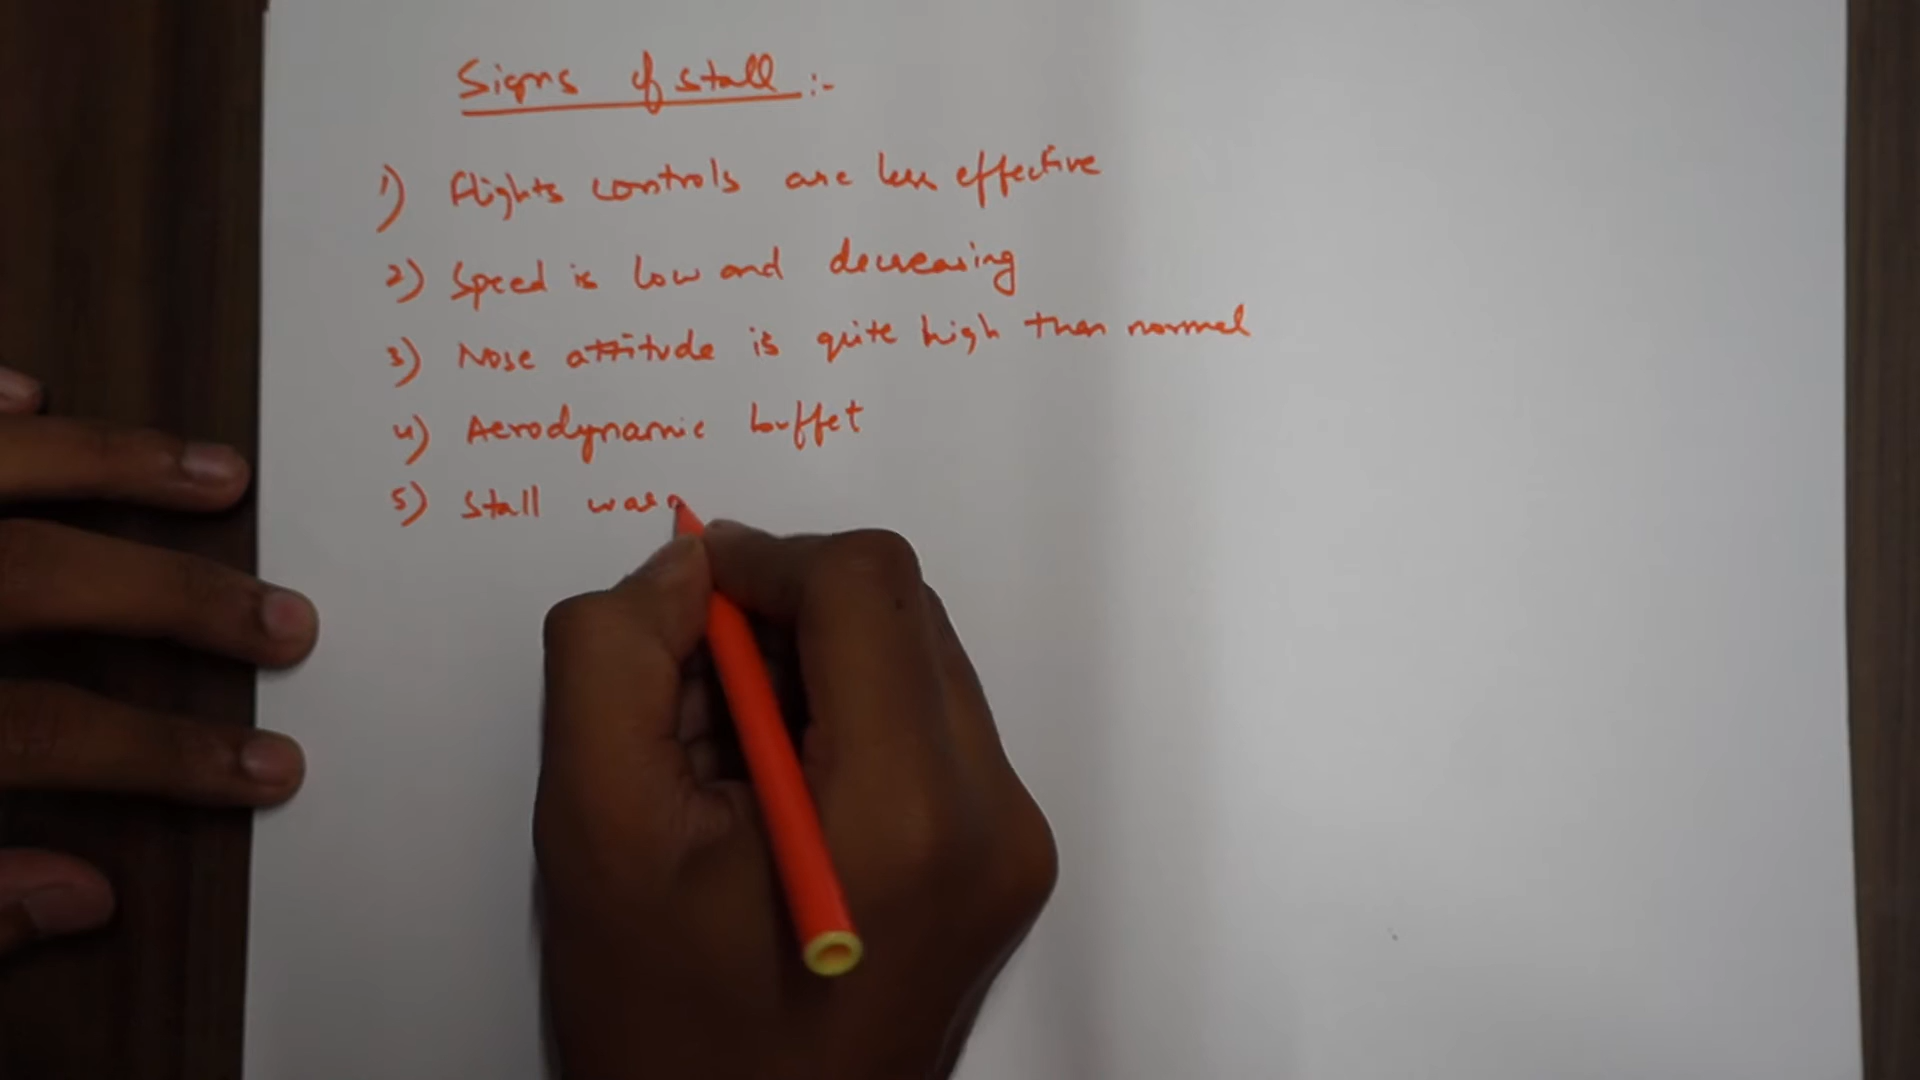 Signs of stall :-
1) flights controls are less effective
2) Speed is low and decreasing
3) Nose attitude is quite high than normal
4) Aerodynamic buffet
5) Stall warn